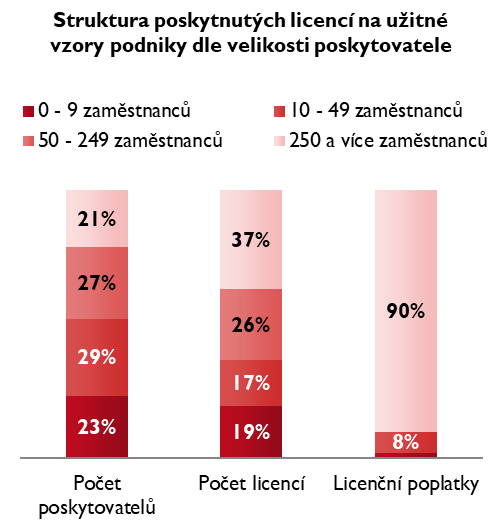 Struktura poskytnutých licencí na užitné
vzory podniky dle velikosti poskytovatele
0 - 9 zaměstnanců
10 - 49 zaměstnanců
50 - 249 zaměstnanců
250 a více zaměstnanců
21%
37%
90%
27%
26%
29%
17%
8%
23%
19%
Počet
poskytovatelů
Počet licencí
Licenční poplatky